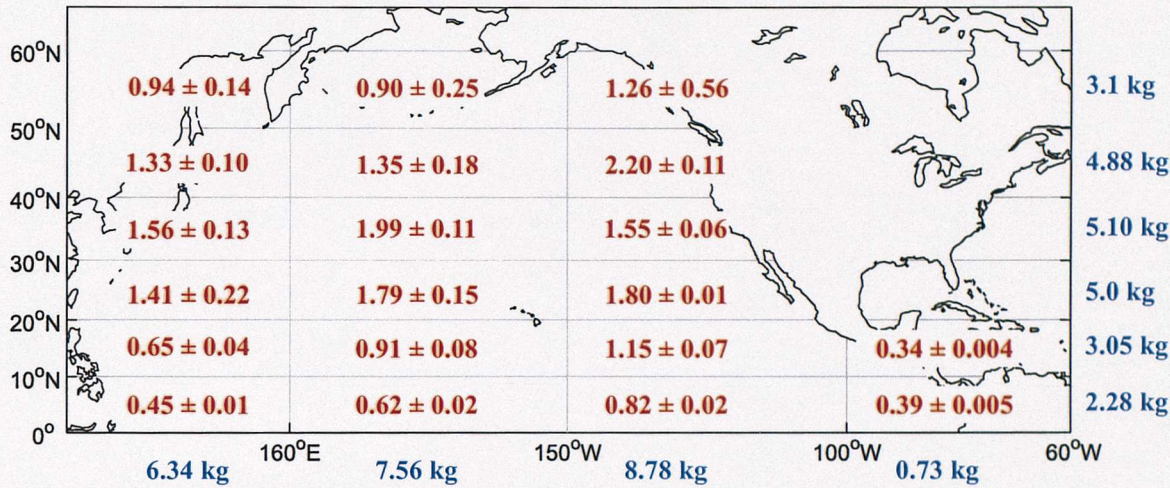 60°N 0.94 ± 0.14 0.90 ± 0.25 1.26 ± 0.56 3.1 kg
50°N
1.33 ± 0.10 1.35 ± 0.18 2.20 ± 0.11 4.88 kg
40°N
1.56 ± 0.13 1.99 ± 0.11 1.55 ± 0.06 5.10 kg
30°N
1.41 ± 0.22 1.79 ± 0.15 1.80 ± 0.01 5.0 kg
20°N
0.65 ± 0.04 0.91 ± 0.08 1.15 ± 0.07 0.34 ± 0.004 3.05 kg
10°N
0.45 ± 0.01 0.62 ± 0.02 0.82 ± 0.02 0.39 ± 0.005 2.28 kg
0°
160°E 150°W 100°W 60°W
6.34 kg 7.56 kg 8.78 kg 0.73 kg